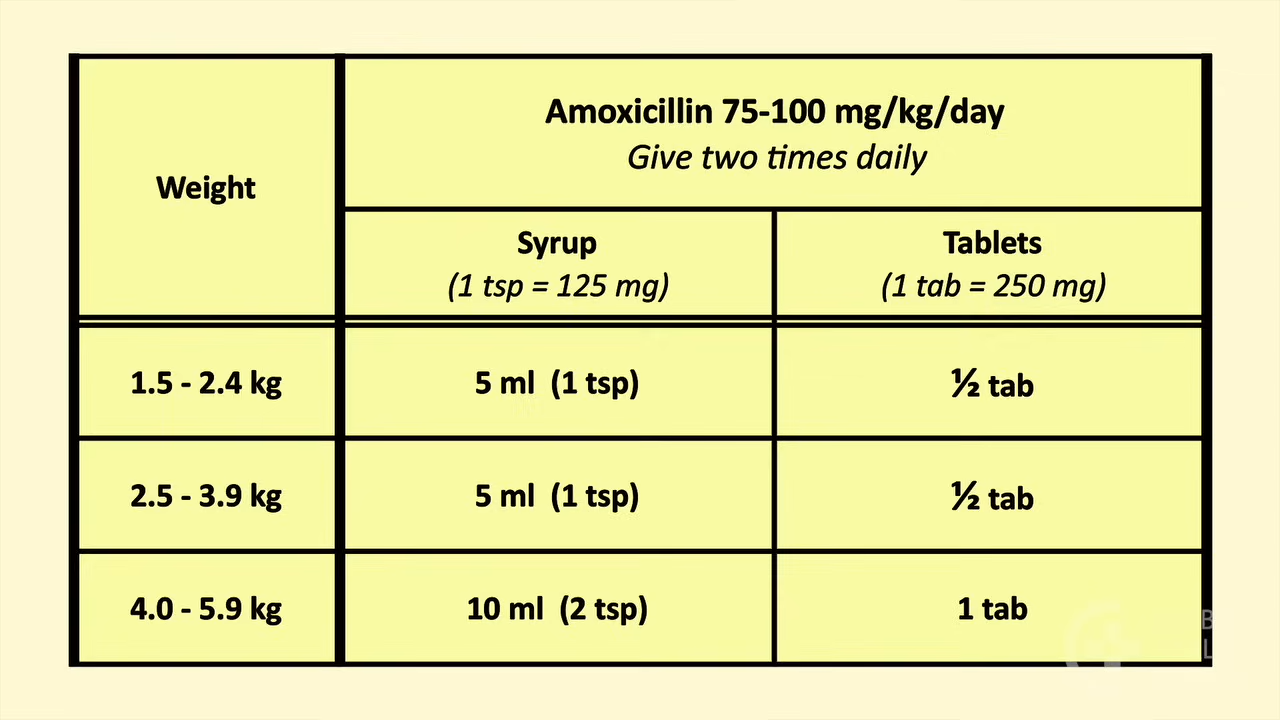 Weight
Amoxicillin 75-100 mg/kg/day
Give two times daily
Syrup
(1 tsp = 125 mg)
Tablets
(1 tab = 250 mg)
1.5 - 2.4 kg
5 ml (1 tsp)
½ tab
2.5 - 3.9 kg
5 ml (1 tsp)
½ tab
4.0 - 5.9 kg
10 ml (2 tsp)
1 tab